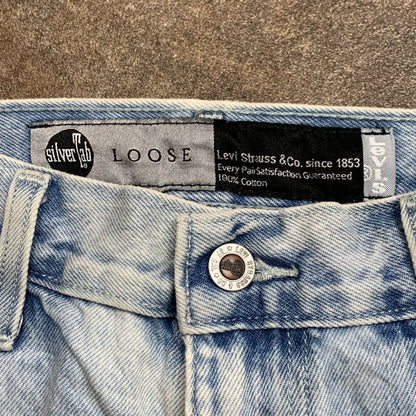 silverTab
LOOSE
Levi Strauss & Co. since 1853
Every Pair Satisfaction Guaranteed
100% Cotton
LEVI'S
®